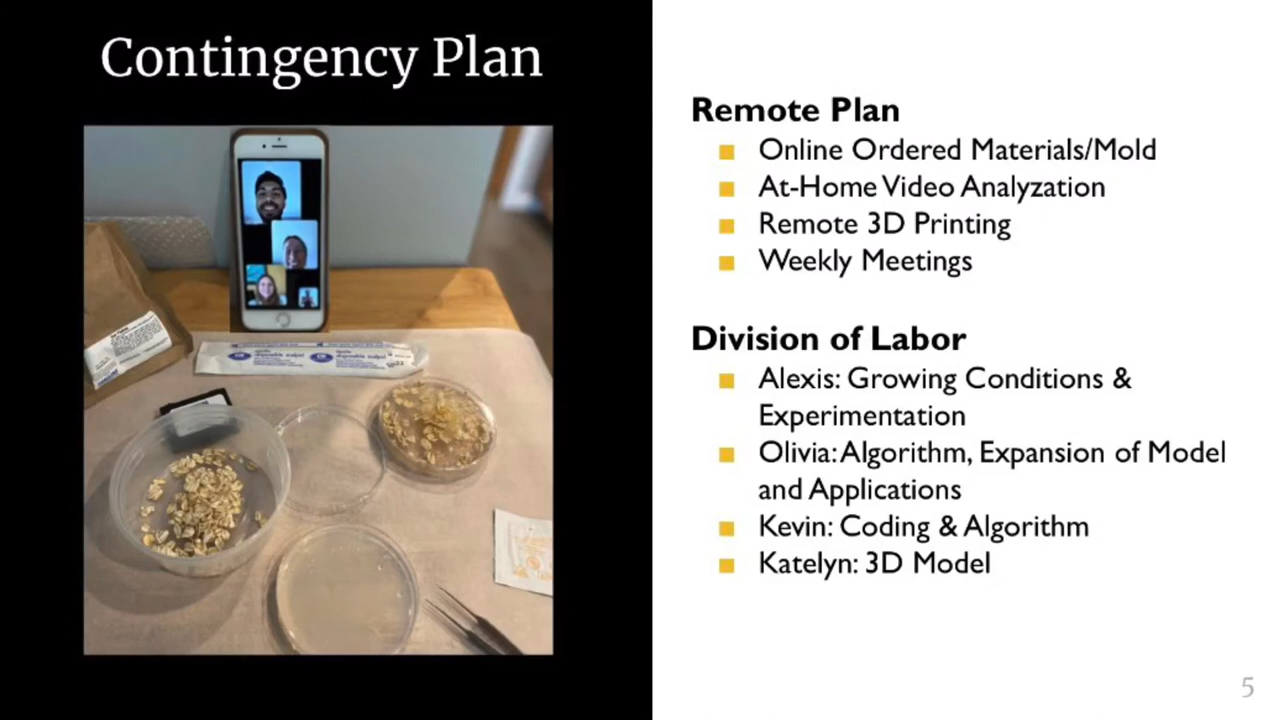 Contingency Plan
Remote Plan
Online Ordered Materials/Mold
At-Home Video Analyzation
Remote 3D Printing
Weekly Meetings
Division of Labor
Alexis: Growing Conditions &
Experimentation
Olivia: Algorithm, Expansion of Model
and Applications
Kevin: Coding & Algorithm
Katelyn: 3D Model
disposable scalpel
5